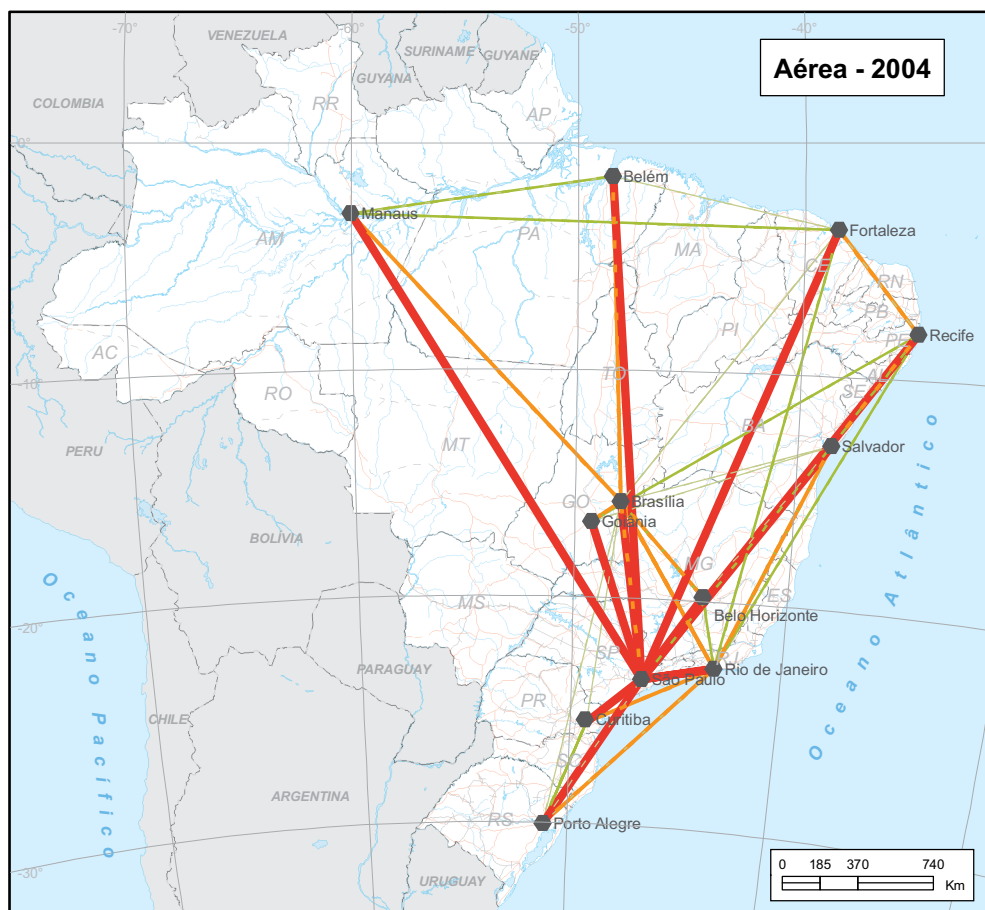 -70°
-60°
-50°
-40°
VENEZUELA
SURINAME
GUYANE
GUYANA
COLOMBIA
Aérea - 2004
RR
AP
-0°
Belém
Manaus
AM
PA
MA
Fortaleza
CE
RN
PB
PI
Recife
PE
AC
-10°
TO
AL
SE
RO
BA
MT
Salvador
PERU
GO
Brasília
Goiânia
BOLÍVIA
MG
MS
ES
Belo Horizonte
-20°
SP
RJ
PARAGUAY
São Paulo
Rio de Janeiro
PR
CHILE
Curitiba
SC
ARGENTINA
RS
Porto Alegre
-30°
URUGUAY
Oceano Pacífico
Oceano Atlântico
0 185 370 740
Km